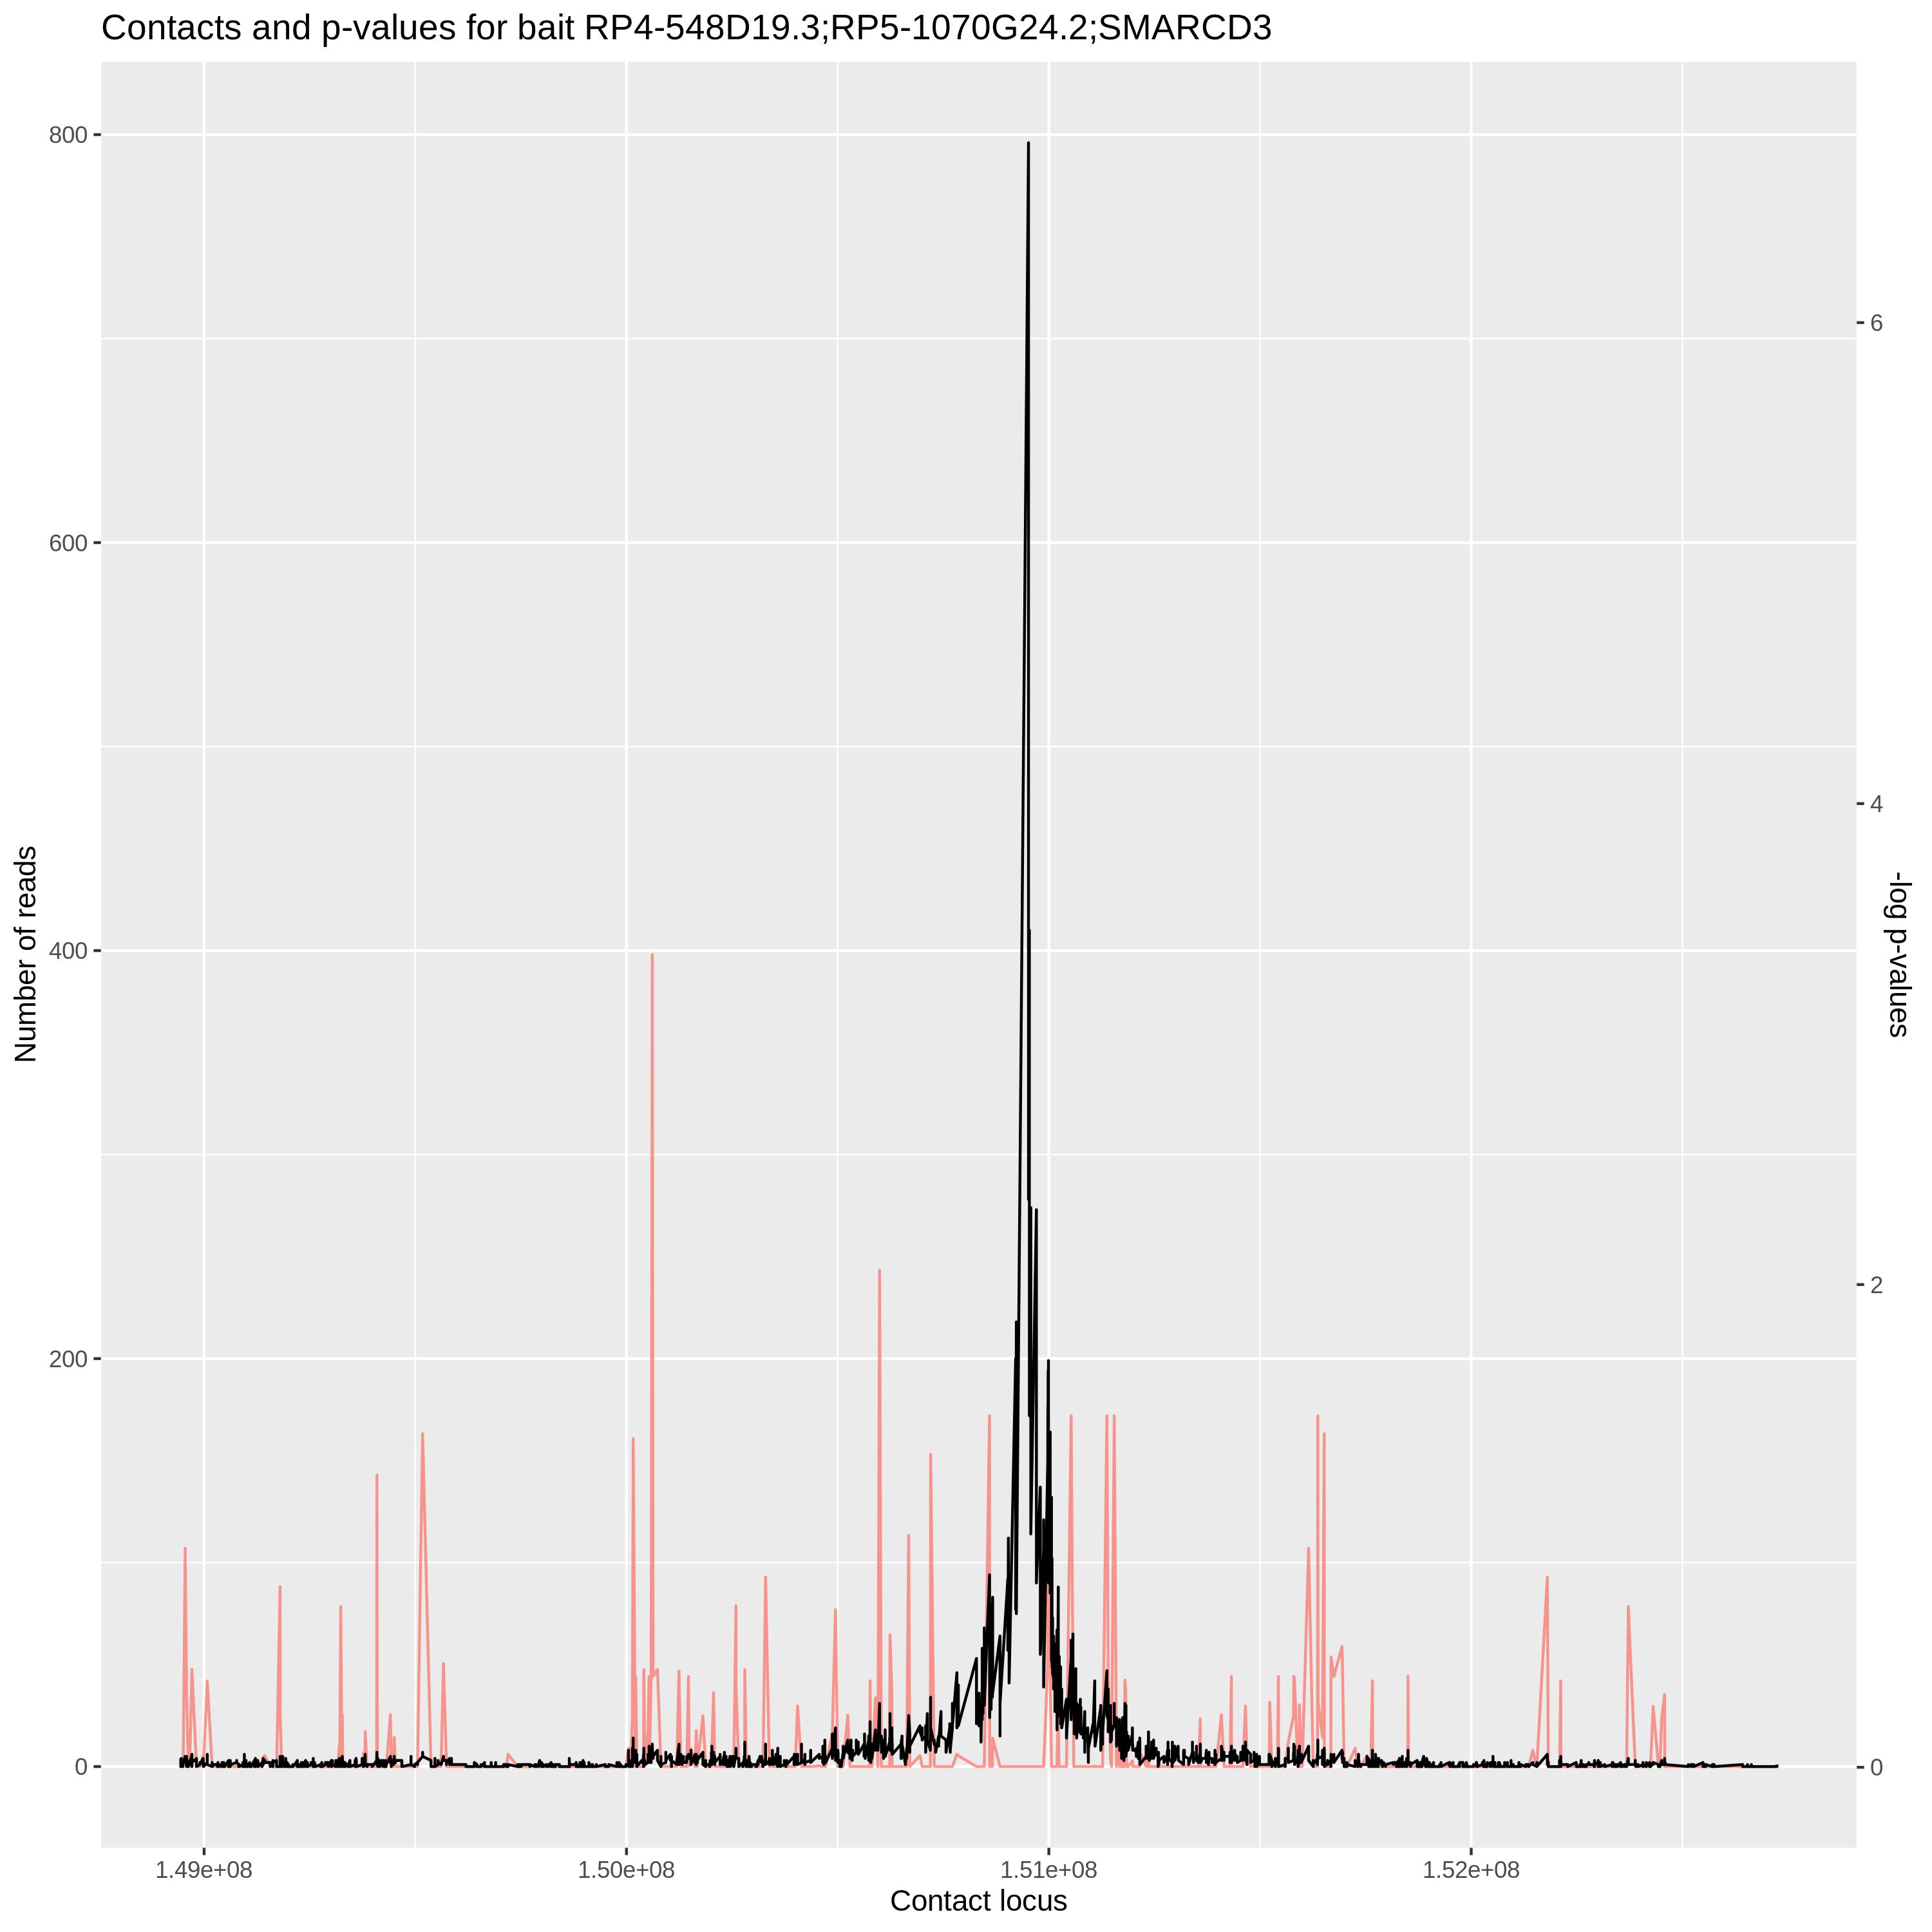 Contacts and p-values for bait RP4-548D19.3;RP5-1070G24.2;SMARCD3
Number of reads
800
600
400
200
0
6
4
2
0
-log p-values
1.49e+08
1.50e+08
1.51e+08
1.52e+08
Contact locus